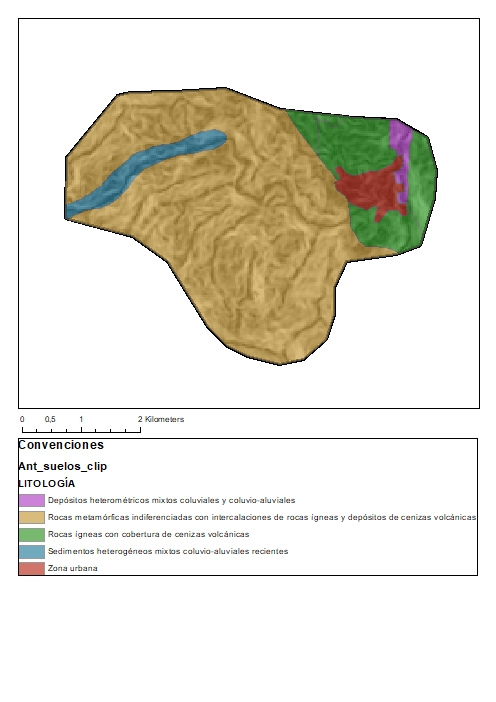 0 0,5 1 2 Kilometers
Convenciones
Ant_suelos_clip
LITOLOGÍA
Depósitos heterométricos mixtos coluviales y coluvio-aluviales
Rocas metamórficas indiferenciadas con intercalaciones de rocas ígneas y depósitos de cenizas volcánicas
Rocas ígneas con cobertura de cenizas volcánicas
Sedimentos heterogéneos mixtos coluvio-aluviales recientes
Zona urbana